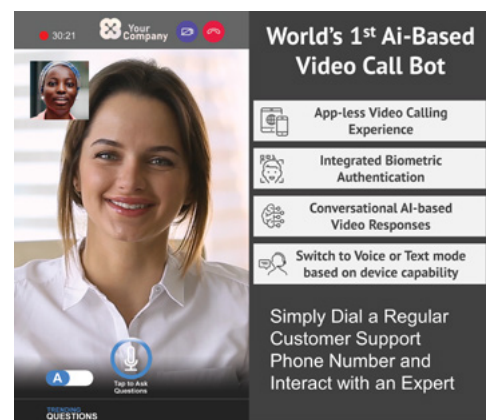 30:21
Your
Company
World's 1st Ai-Based
Video Call Bot
App-less Video Calling
Experience
Integrated Biometric
Authentication
Conversational AI-based
Video Responses
Switch to Voice or Text mode
based on device capability
Simply Dial a Regular
Customer Support
Phone Number and
Interact with an Expert
A
Tap to Ask
Questions
TRENDING
QUESTIONS